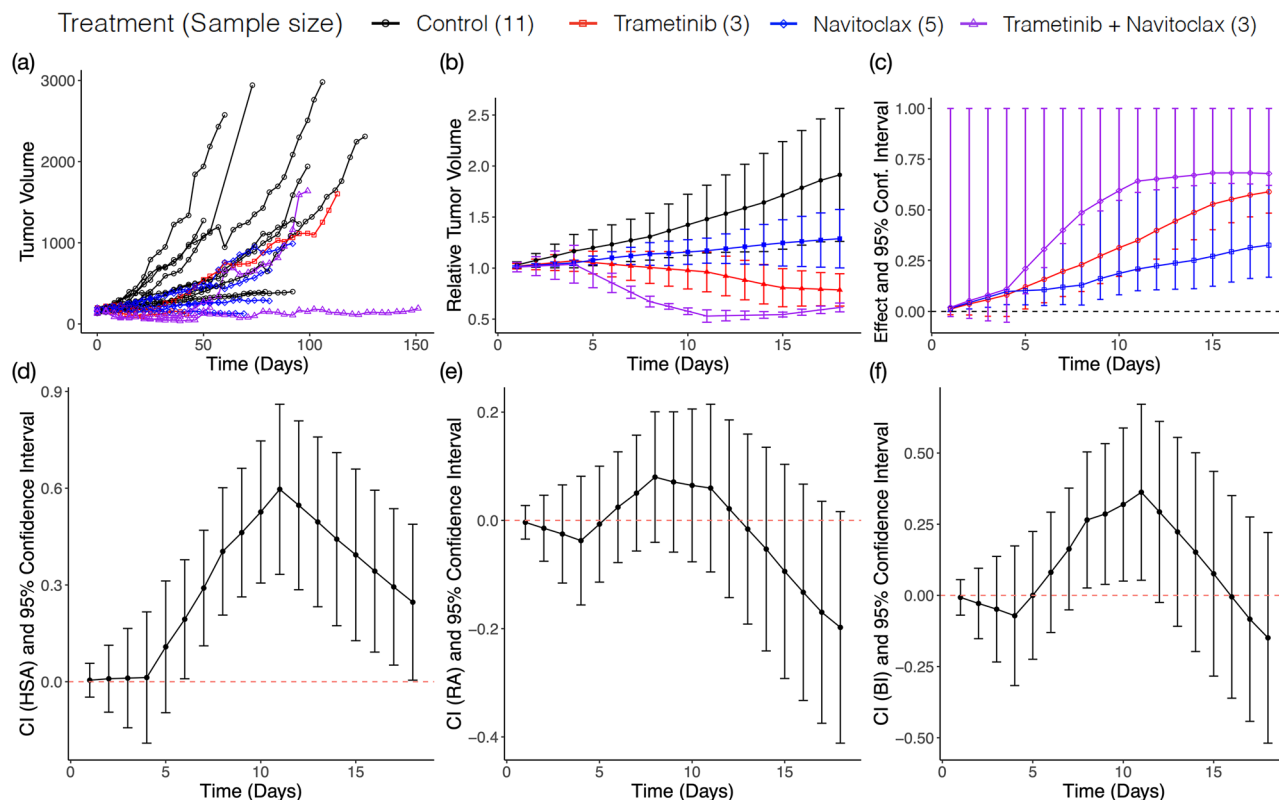 Treatment (Sample size) Control (11) Trametinib (3) Navitoclax (5) Trametinib + Navitoclax (3)
(a)
Tumor Volume
3000
2000
1000
0
0 50 100 150
Time (Days)
(b)
Relative Tumor Volume
2.5
2.0
1.5
1.0
0.5
0 5 10 15
Time (Days)
(c)
Effect and 95% Conf. Interval
1.00
0.75
0.50
0.25
0.00
0 5 10 15
Time (Days)
(d)
CI (HSA) and 95% Confidence Interval
0.9
0.6
0.3
0.0
0 5 10 15
Time (Days)
(e)
CI (RA) and 95% Confidence Interval
0.2
0.0
−0.2
−0.4
0 5 10 15
Time (Days)
(f)
CI (BI) and 95% Confidence Interval
0.50
0.25
0.00
−0.25
−0.50
0 5 10 15
Time (Days)